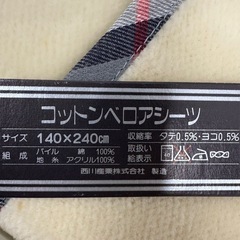 コットンベロアシーツ
サイズ 140×240㎝ 収縮率 タテ0.5%・ヨコ0.5%
組成 パイル 綿 100% 取扱い
地糸 アクリル100% 絵表示
西川産業株式会社 製造